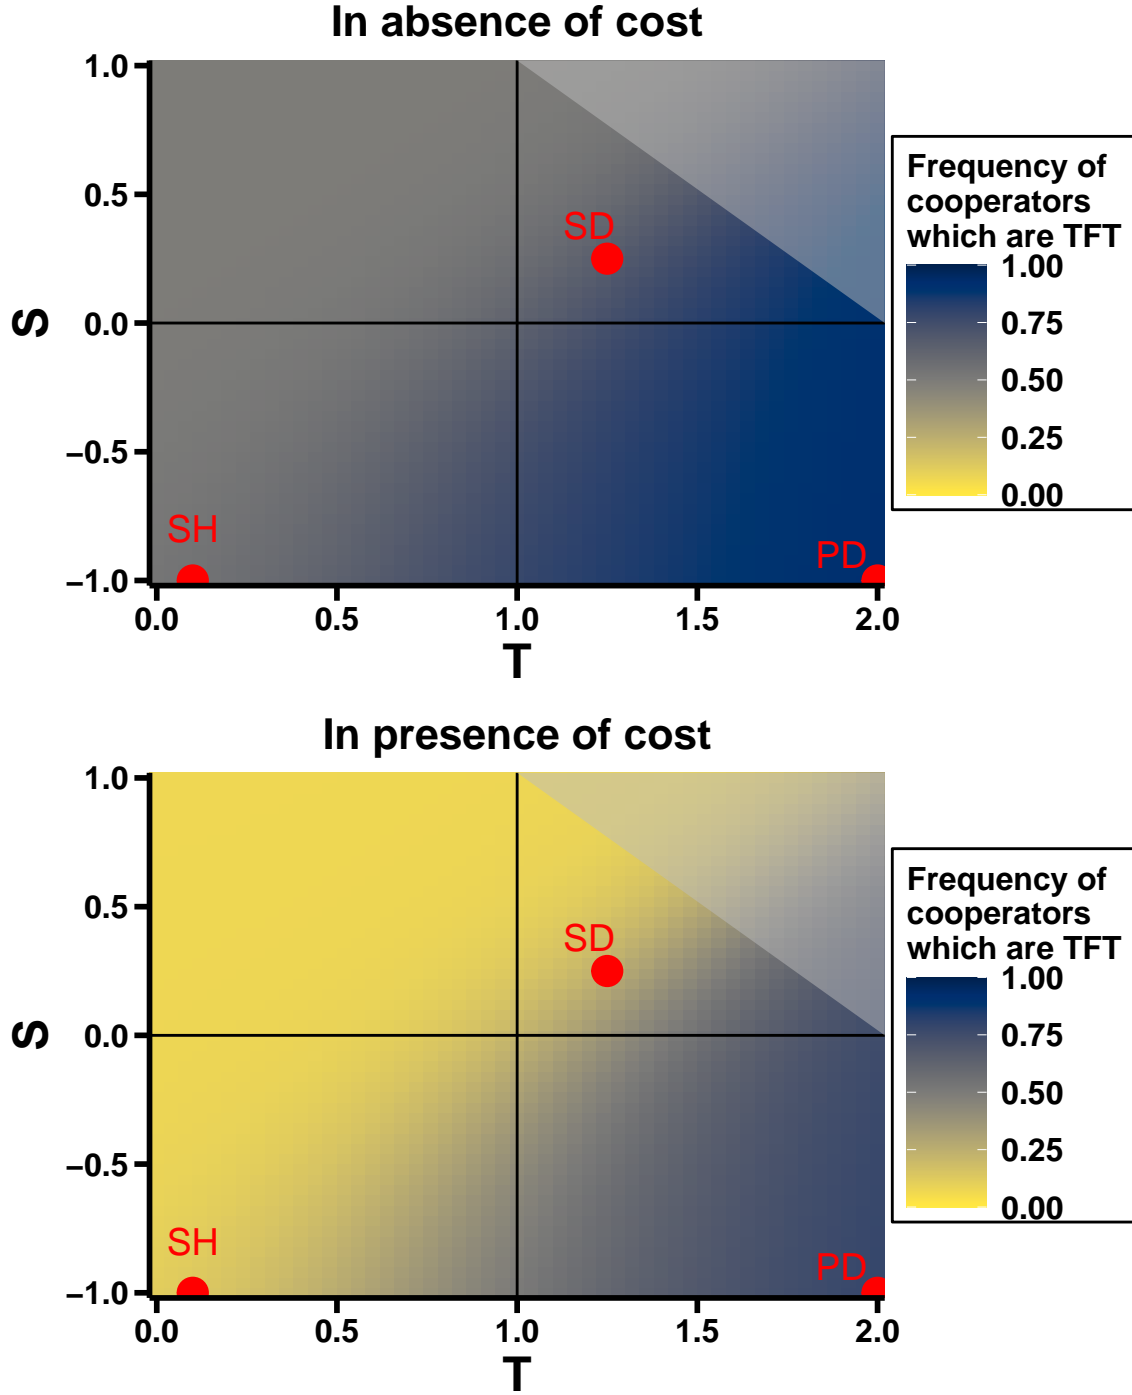 In absence of cost
1.0
0.5
0.0
−0.5
−1.0
S
SD
SH
PD
0.0 0.5 1.0 1.5 2.0
T
Frequency of
cooperators
which are TFT
1.00
0.75
0.50
0.25
0.00
In presence of cost
1.0
0.5
0.0
−0.5
−1.0
S
SD
SH
PD
0.0 0.5 1.0 1.5 2.0
T
Frequency of
cooperators
which are TFT
1.00
0.75
0.50
0.25
0.00